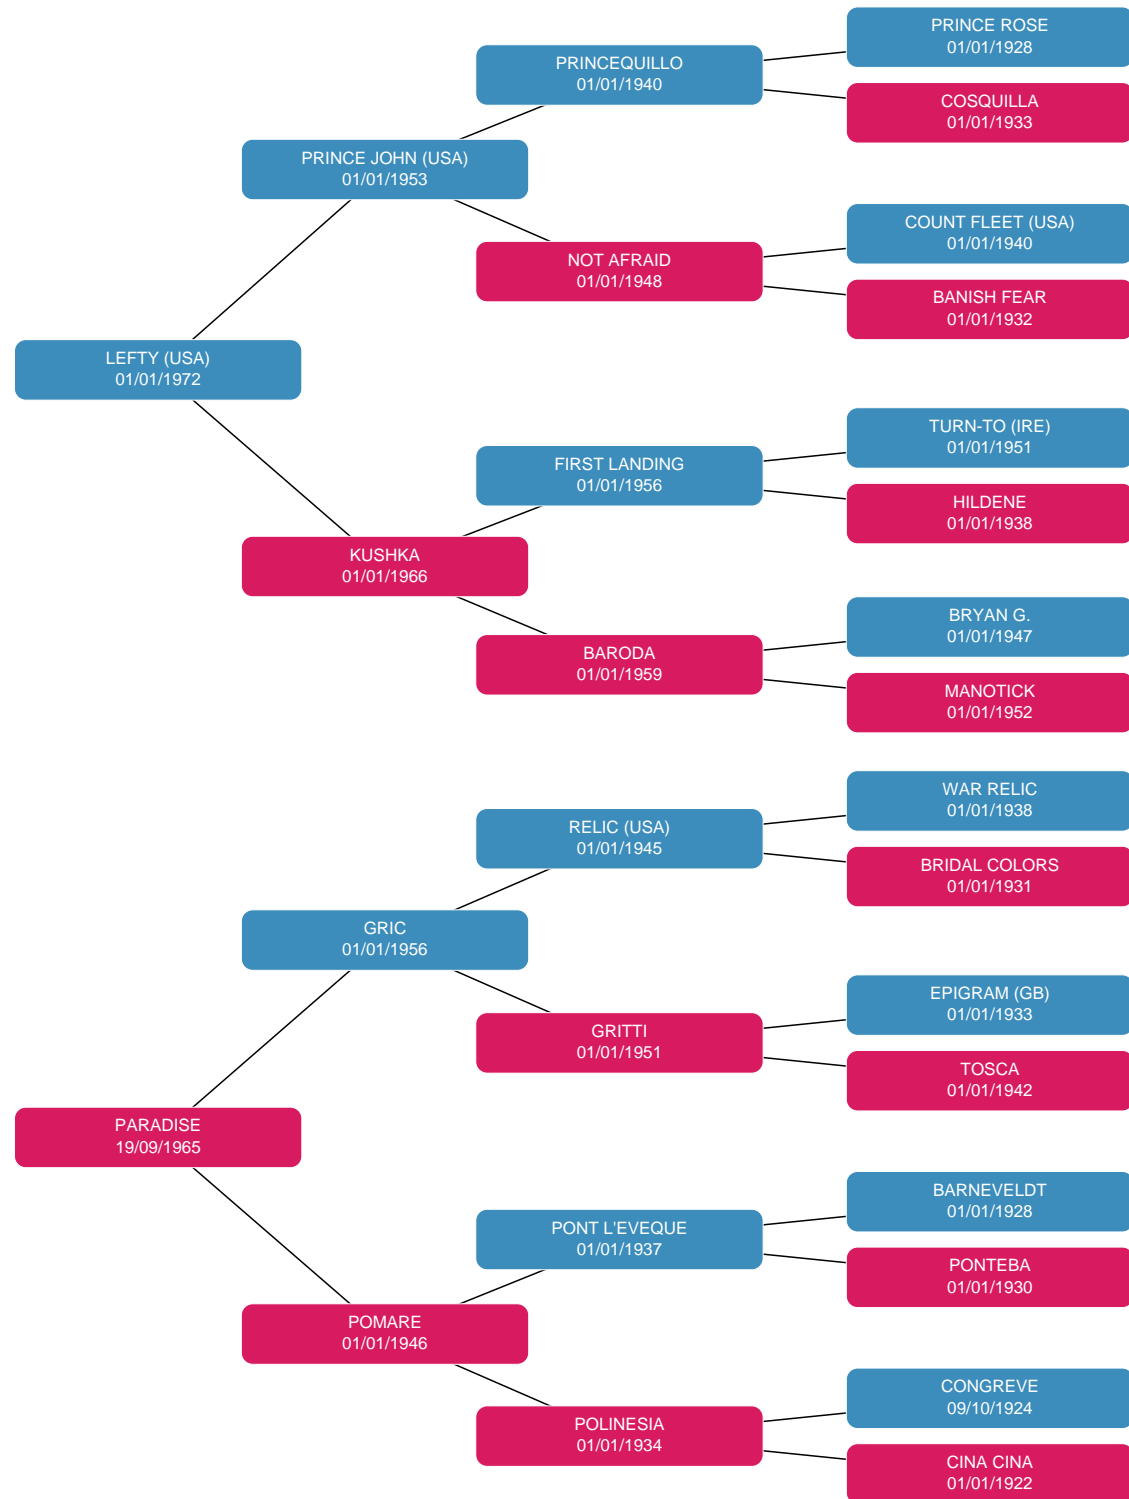 PRINCE ROSE
01/01/1928
PRINCEQUILLO
01/01/1940
COSQUILLA
01/01/1933
PRINCE JOHN (USA)
01/01/1953
COUNT FLEET (USA)
01/01/1940
NOT AFRAID
01/01/1948
BANISH FEAR
01/01/1932
LEFTY (USA)
01/01/1972
TURN-TO (IRE)
01/01/1951
FIRST LANDING
01/01/1956
HILDENE
01/01/1938
KUSHKA
01/01/1966
BRYAN G.
01/01/1947
BARODA
01/01/1959
MANOTICK
01/01/1952
WAR RELIC
01/01/1938
RELIC (USA)
01/01/1945
BRIDAL COLORS
01/01/1931
GRIC
01/01/1956
EPIGRAM (GB)
01/01/1933
GRITTI
01/01/1951
TOSCA
01/01/1942
PARADISE
19/09/1965
BARNEVELDT
01/01/1928
PONT L'EVEQUE
01/01/1937
PONTEBA
01/01/1930
POMARE
01/01/1946
CONGREVE
09/10/1924
POLINESIA
01/01/1934
CINA CINA
01/01/1922